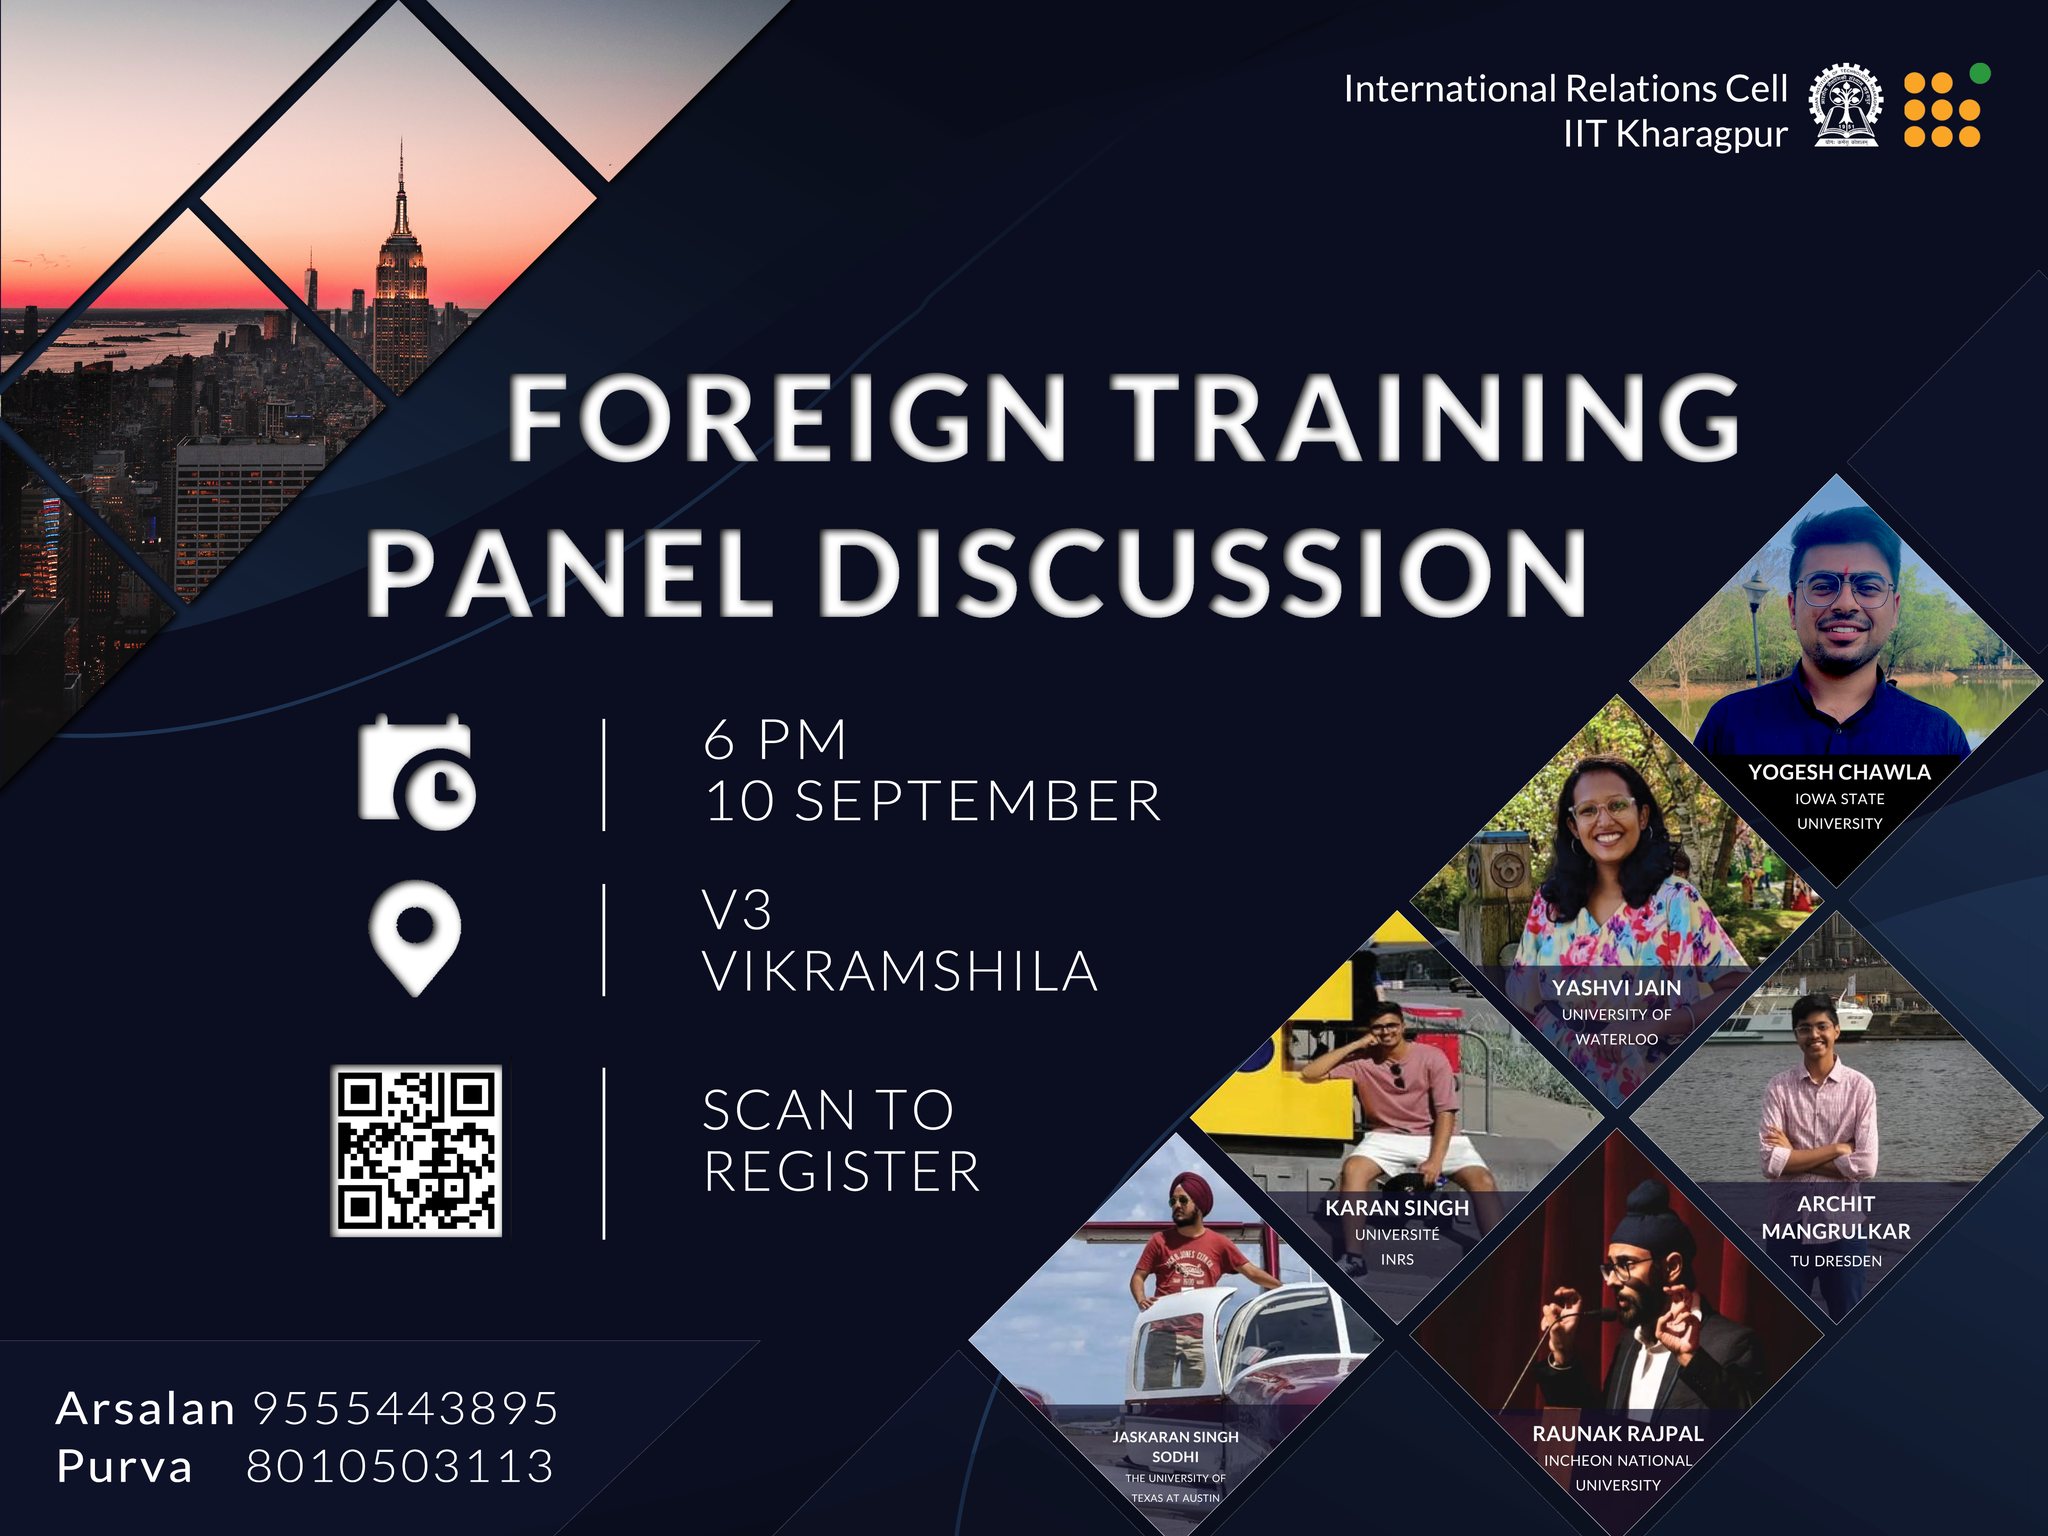 International Relations Cell
IIT Kharagpur
FOREIGN TRAINING
PANEL DISCUSSION
6 PM
10 SEPTEMBER
V3
VIKRAMSHILA
SCAN TO
REGISTER
YOGESH CHAWLA
IOWA STATE
UNIVERSITY
YASHVI JAIN
UNIVERSITY OF
WATERLOO
KARAN SINGH
UNIVERSITÉ
INRS
ARCHIT
MANGRULKAR
TU DRESDEN
JASKARAN SINGH
SODHI
THE UNIVERSITY OF
TEXAS AT AUSTIN
RAUNAK RAJPAL
INCHEON NATIONAL
UNIVERSITY
Arsalan 9555443895
Purva 8010503113